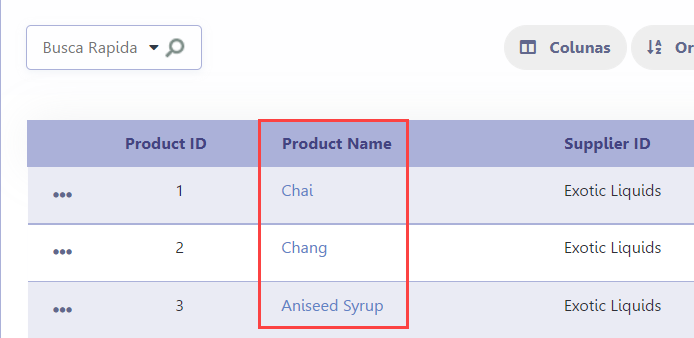 Busca Rapida
Colunas
Product ID Product Name Supplier ID
1 Chai Exotic Liquids
2 Chang Exotic Liquids
3 Aniseed Syrup Exotic Liquids